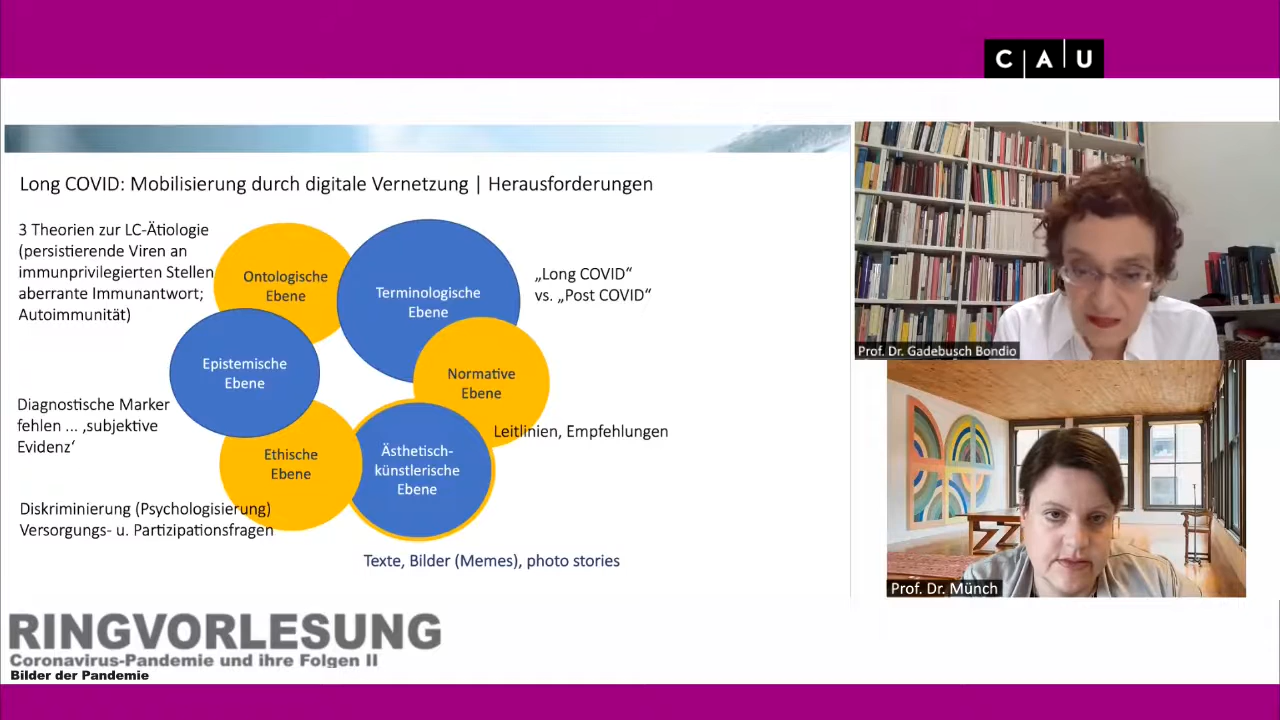 C A U
Long COVID: Mobilisierung durch digitale Vernetzung | Herausforderungen
3 Theorien zur LC-Ätiologie
(persistierende Viren an
immunprivilegierten Stellen
aberrante Immunantwort;
Autoimmunität)
Ontologische
Ebene
Terminologische
Ebene
„Long COVID“
vs. „Post COVID“
Epistemische
Ebene
Normative
Ebene
Diagnostische Marker
fehlen ... ‚subjektive
Evidenz‘
Leitlinien, Empfehlungen
Ethische
Ebene
Ästhetisch-
künstlerische
Ebene
Diskriminierung (Psychologisierung)
Versorgungs- u. Partizipationsfragen
Texte, Bilder (Memes), photo stories
Prof. Dr. Gadebusch Bondio
Prof. Dr. Münch
RINGVORLESUNG
Coronavirus-Pandemie und ihre Folgen II
Bilder der Pandemie